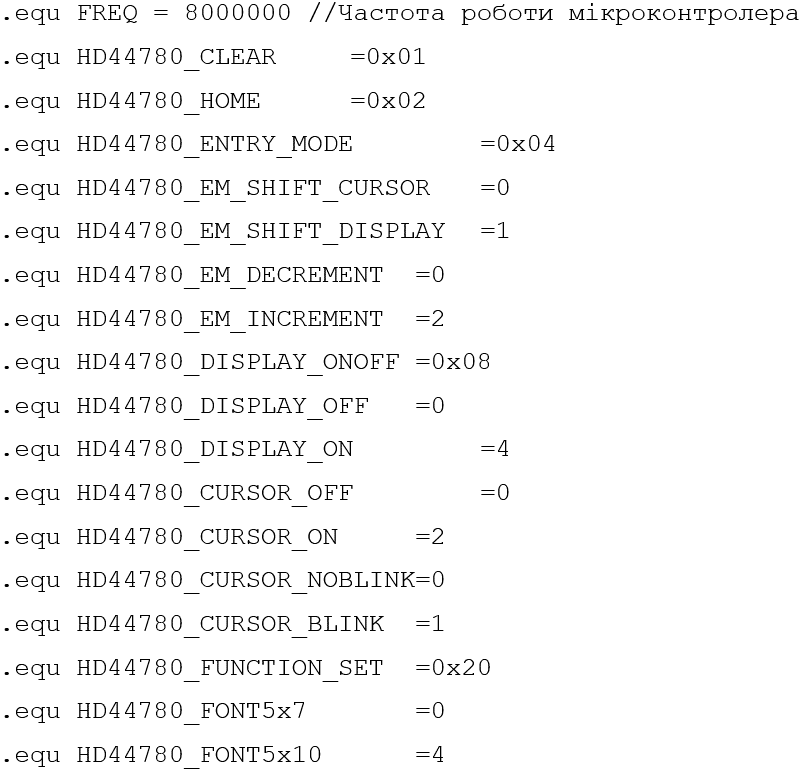 .equ FREQ = 8000000 //Частота роботи мікроконтролера
.equ HD44780_CLEAR =0x01
.equ HD44780_HOME =0x02
.equ HD44780_ENTRY_MODE =0x04
.equ HD44780_EM_SHIFT_CURSOR =0
.equ HD44780_EM_SHIFT_DISPLAY =1
.equ HD44780_EM_DECREMENT =0
.equ HD44780_EM_INCREMENT =2
.equ HD44780_DISPLAY_ONOFF =0x08
.equ HD44780_DISPLAY_OFF =0
.equ HD44780_DISPLAY_ON =4
.equ HD44780_CURSOR_OFF =0
.equ HD44780_CURSOR_ON =2
.equ HD44780_CURSOR_NOBLINK=0
.equ HD44780_CURSOR_BLINK =1
.equ HD44780_FUNCTION_SET =0x20
.equ HD44780_FONT5x7 =0
.equ HD44780_FONT5x10 =4